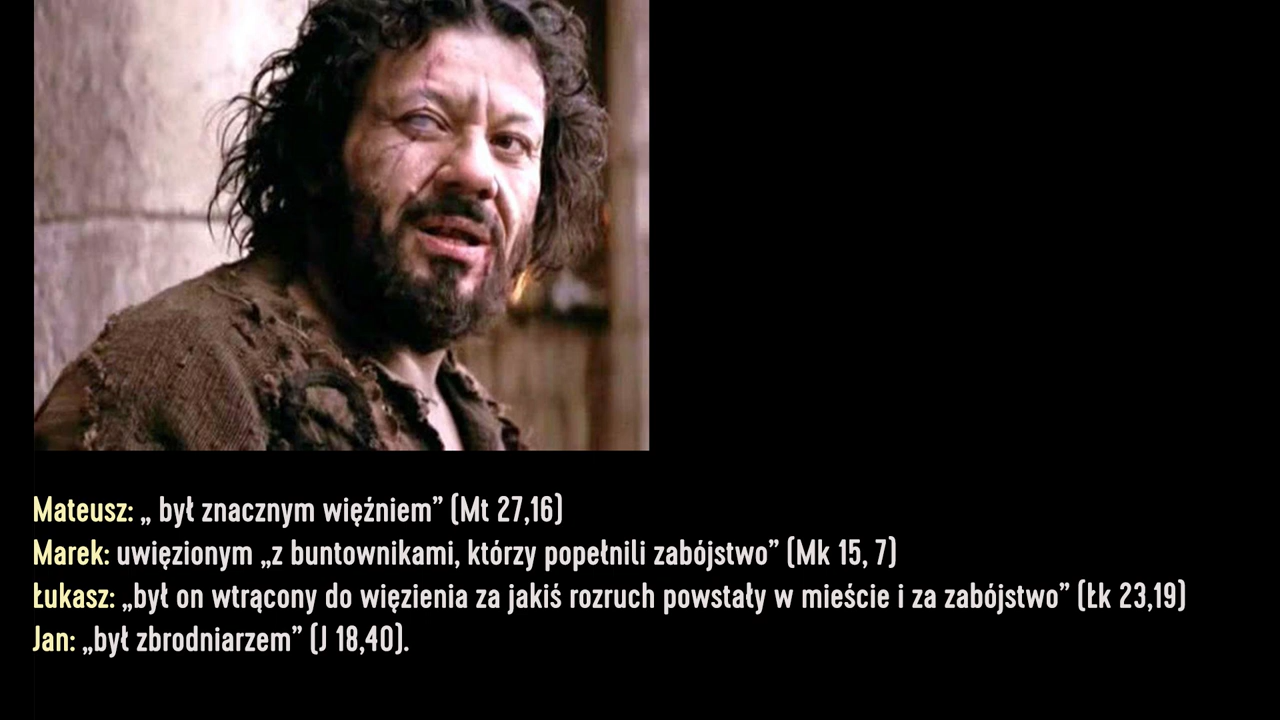 Mateusz: „ był znacznym więźniem” (Mt 27,16)
Marek: uwięzionym „z buntownikami, którzy popełnili zabójstwo” (Mk 15, 7)
Łukasz: „był on wtrącony do więzienia za jakiś rozruch powstały w mieście i za zabójstwo” (Łk 23,19)
Jan: „był zbrodniarzem” (J 18,40).